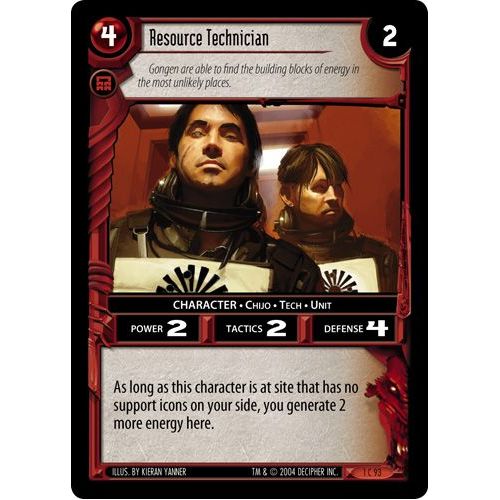 4 Resource Technician 2
Gongen are able to find the building blocks of energy in
the most unlikely places.
CHARACTER • CHIJO • TECH • UNIT
POWER 2 TACTICS 2 DEFENSE 4
As long as this character is at site that has no
support icons on your side, you generate 2
more energy here.
ILLUS. BY KIERAN YANNER TM & © 2004 DECIPHER INC. 1 C 93